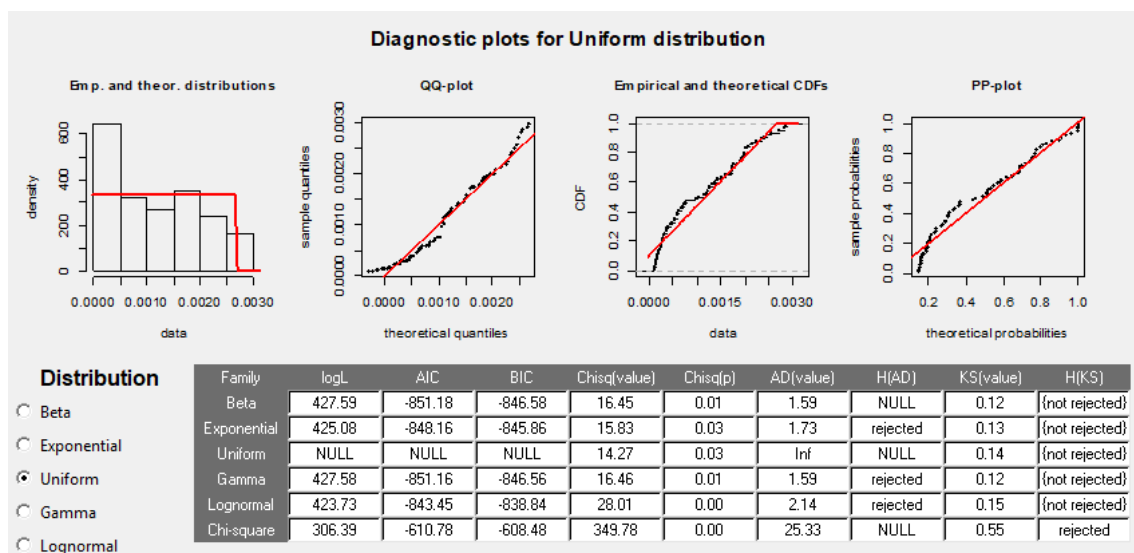 Diagnostic plots for Uniform distribution
Emp. and theor. distributions
density
0 200 400 600
0.0000 0.0010 0.0020 0.0030
data
QQ-plot
sample quantiles
0.0000 0.0010 0.0020 0.0030
0.0000 0.0010 0.0020
theoretical quantiles
Empirical and theoretical CDFs
CDF
0.0 0.2 0.4 0.6 0.8 1.0
0.0000 0.0015 0.0030
data
PP-plot
sample probabilities
0.0 0.2 0.4 0.6 0.8 1.0
0.2 0.4 0.6 0.8 1.0
theoretical probabilities
Distribution
Beta
Exponential
Uniform
Gamma
Lognormal
Family logL AIC BIC Chisq(value) Chisq(p) AD(value) H(AD) KS(value) H(KS)
Beta 427.59 -851.18 -846.58 16.45 0.01 1.59 NULL 0.12 {not rejected}
Exponential 425.08 -848.16 -845.86 15.83 0.03 1.73 rejected 0.13 {not rejected}
Uniform NULL NULL NULL 14.27 0.03 Inf NULL 0.14 {not rejected}
Gamma 427.58 -851.16 -846.56 16.46 0.01 1.59 rejected 0.12 {not rejected}
Lognormal 423.73 -843.45 -838.84 28.01 0.00 2.14 rejected 0.15 {not rejected}
Chi-square 306.39 -610.78 -608.48 349.78 0.00 25.33 NULL 0.55 rejected